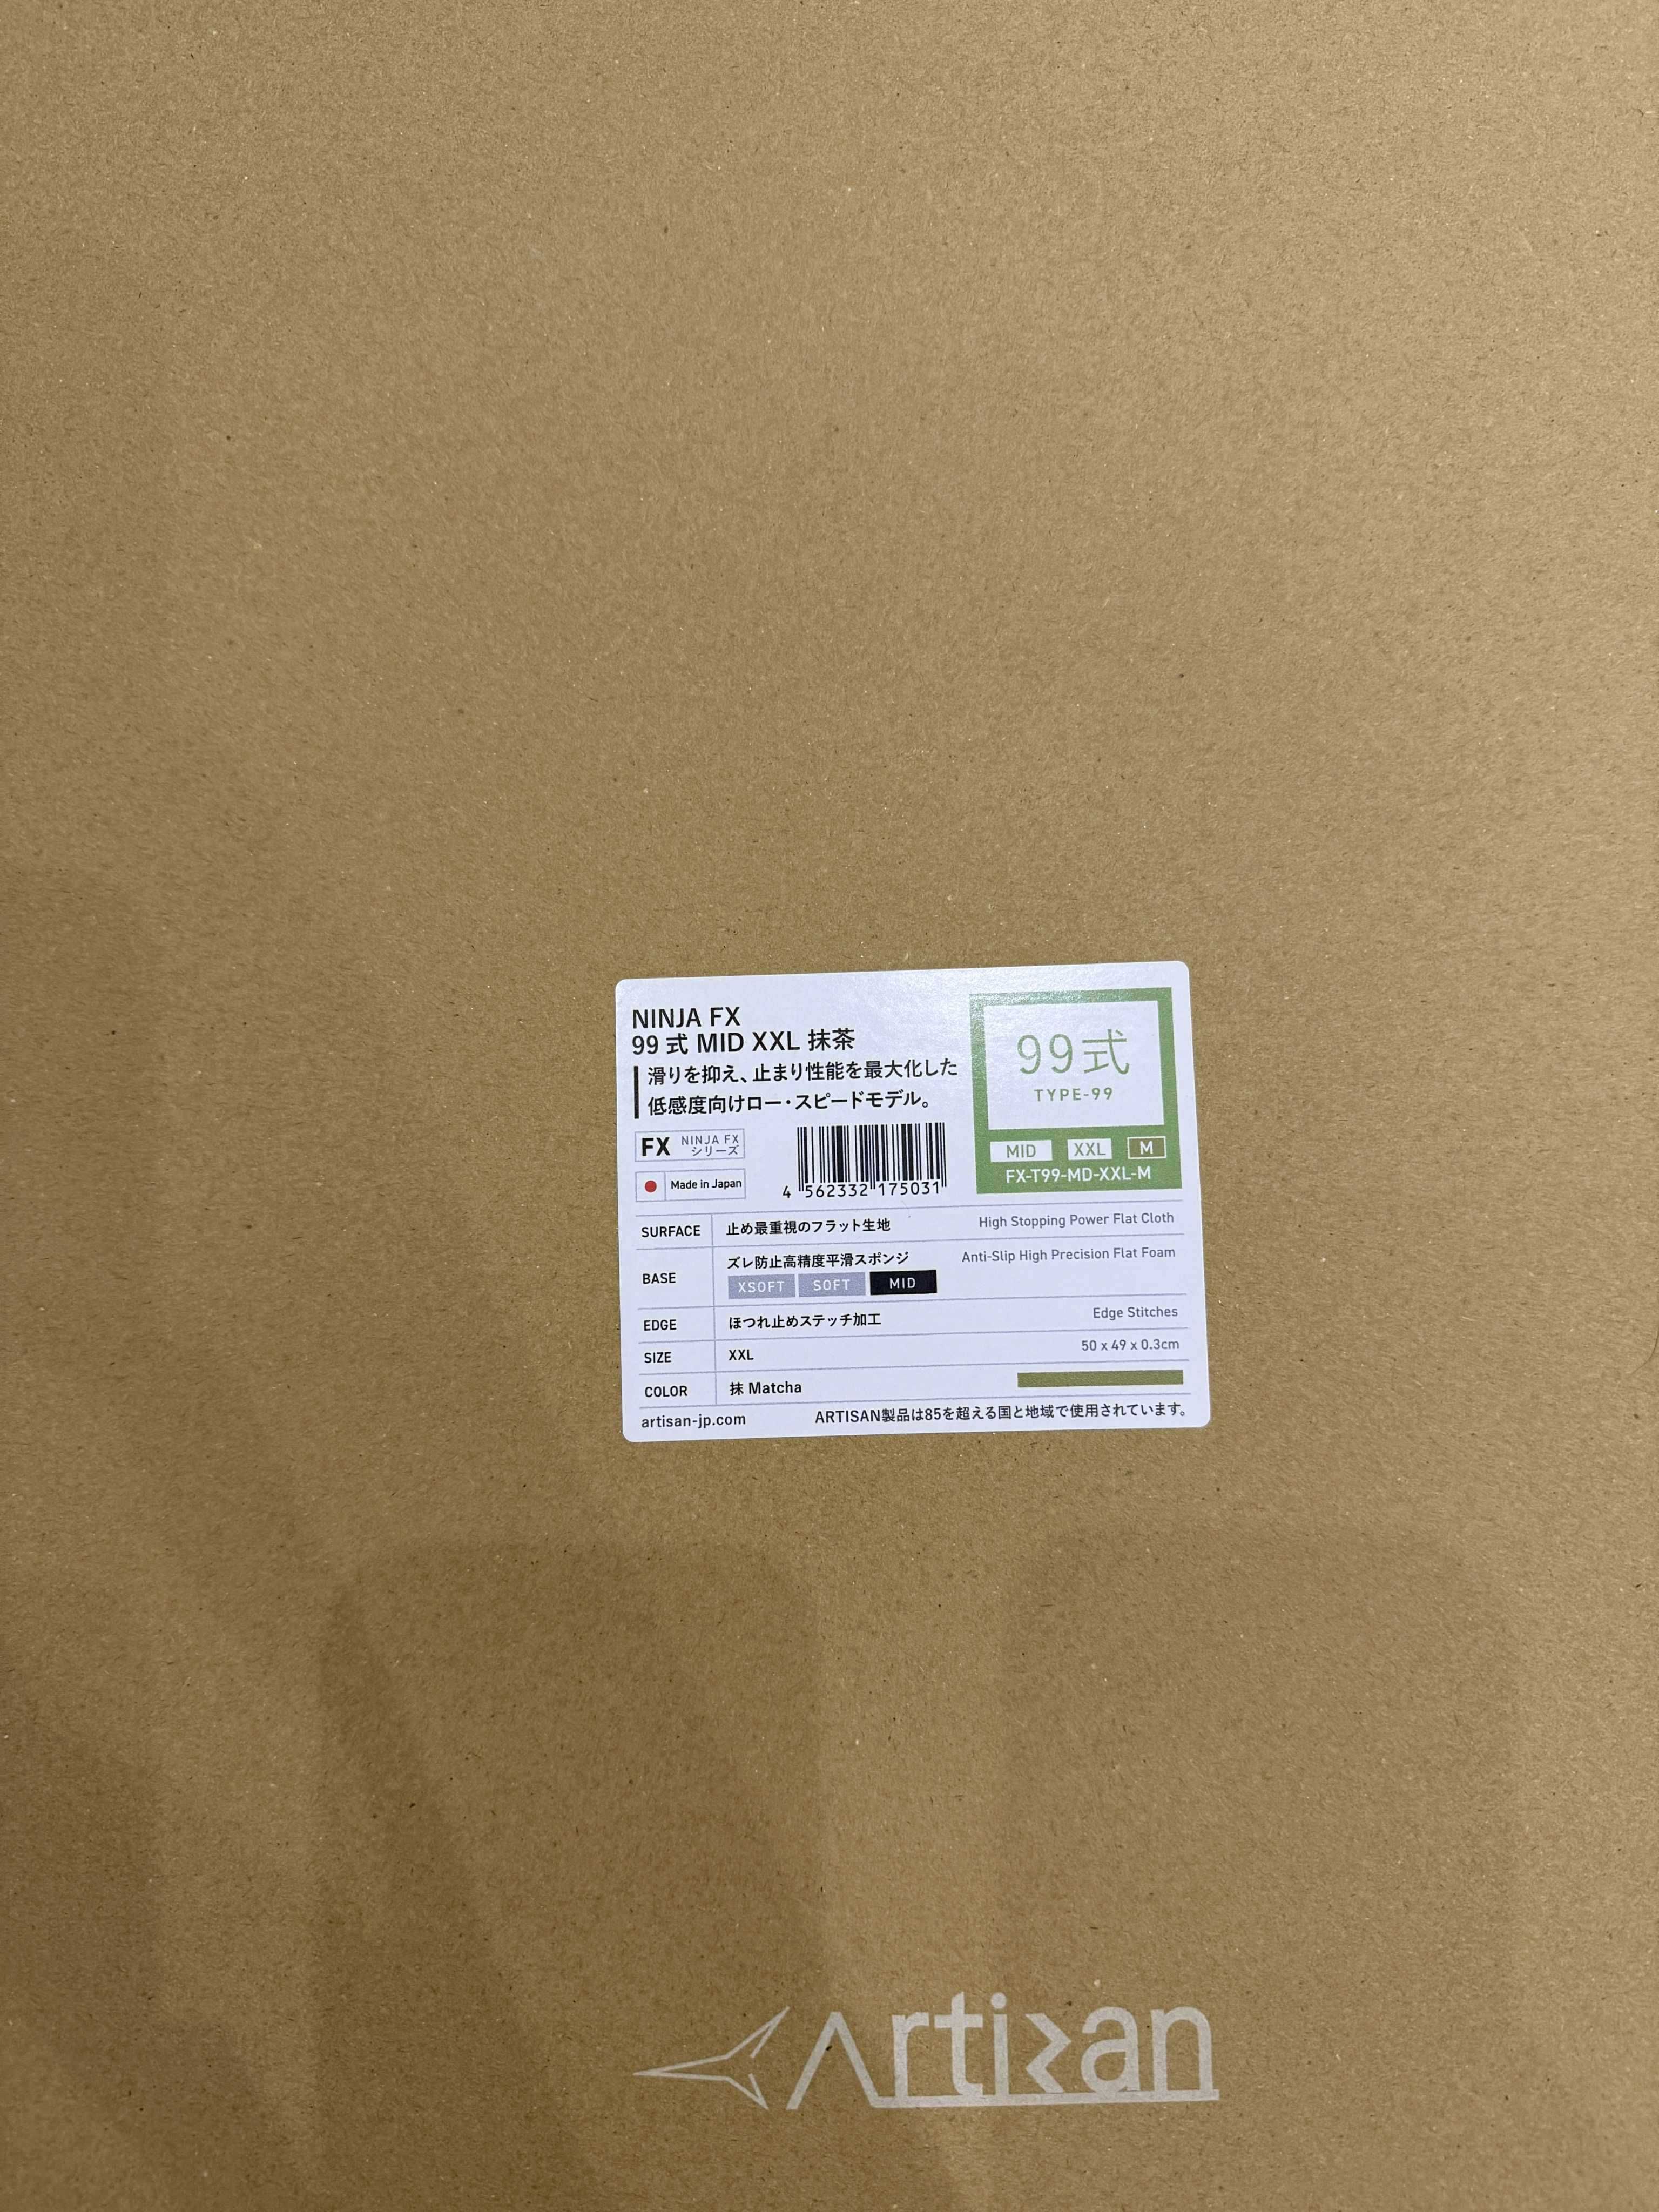 NINJA FX
99 式 MID XXL 抹茶
滑りを抑え、止まり性能を最大化した
低感度向けロー・スピードモデル。
99式
TYPE-99
MID XXL M
FX-T99-MD-XXL-M
FX NINJA FX
シリーズ
Made in Japan
4 562332 175031
SURFACE 止め最重視のフラット生地 High Stopping Power Flat Cloth
BASE ズレ防止高精度平滑スポンジ Anti-Slip High Precision Flat Foam
XSOFT SOFT MID
EDGE ほつれ止めステッチ加工 Edge Stitches
SIZE XXL 50 x 49 x 0.3cm
COLOR 抹 Matcha
artisan-jp.com ARTISAN製品は85を超える国と地域で使用されています。
Artisan